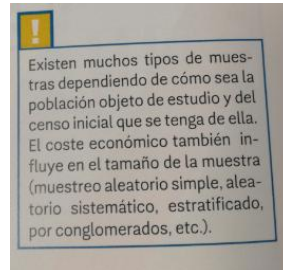 !
Existen muchos tipos de mues-
tras dependiendo de cómo sea la
población objeto de estudio y del
censo inicial que se tenga de ella.
El coste económico también in-
fluye en el tamaño de la muestra
(muestreo aleatorio simple, alea-
torio sistemático, estratificado,
por conglomerados, etc.).